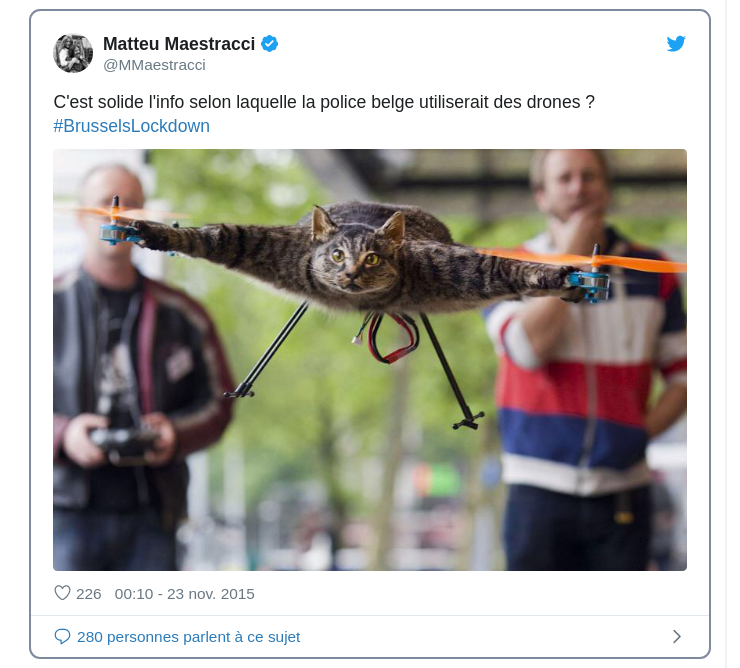 Matteu Maestracci
@MMaestracci
C'est solide l'info selon laquelle la police belge utiliserait des drones ?
#BrusselsLockdown
226 00:10 - 23 nov. 2015
280 personnes parlent à ce sujet